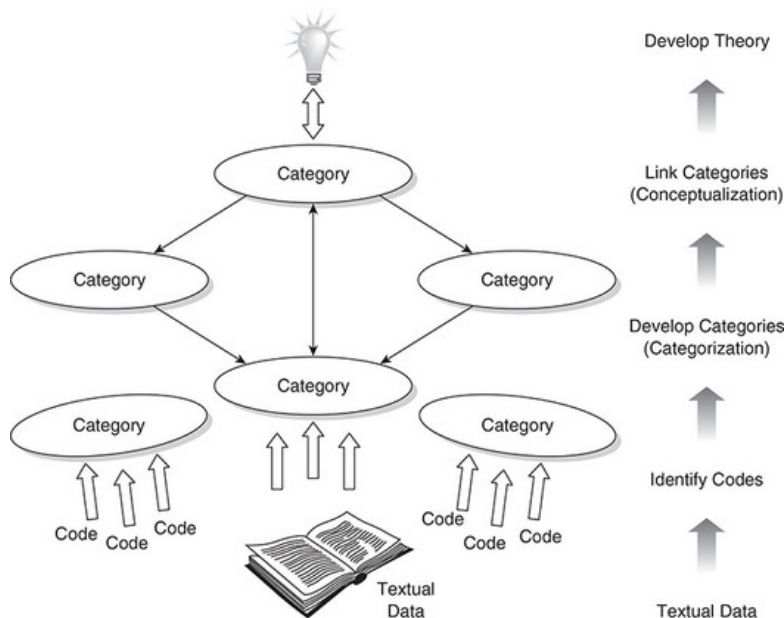 Develop Theory
Category
Link Categories
(Conceptualization)
Category
Category
Develop Categories
(Categorization)
Category
Category
Category
Identify Codes
Code
Code
Code
Code
Code
Code
Textual
Data
Textual Data